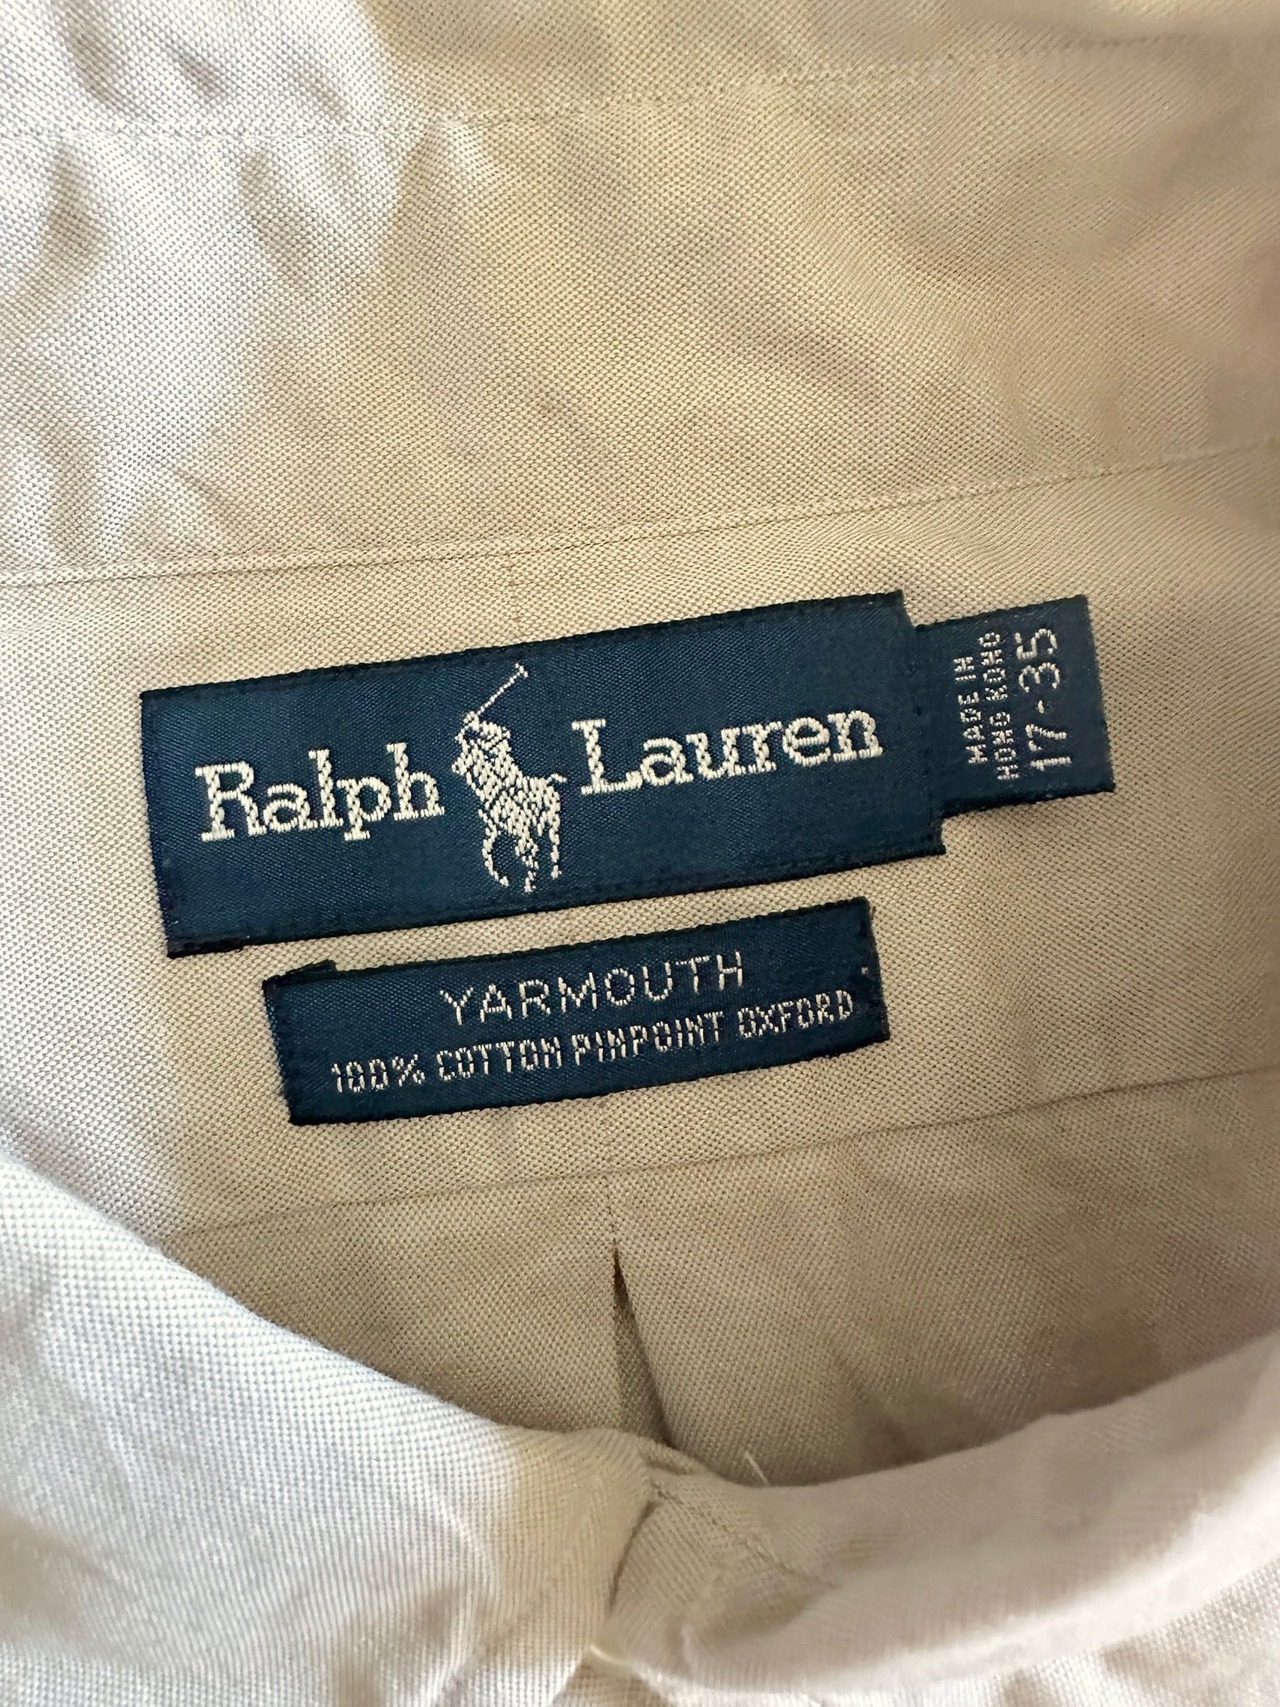 Ralph Lauren
MADE IN
HONG KONG
17-35
YARMOUTH
100% COTTON PINPOINT OXFORD